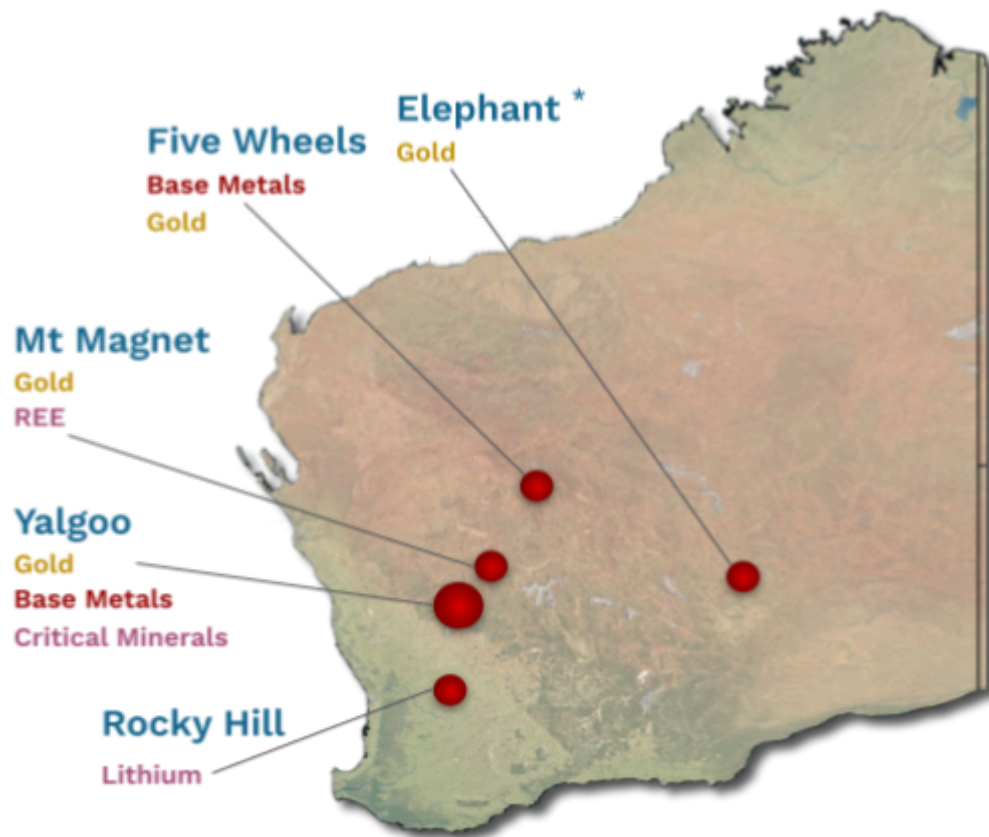 Elephant *
Gold
Five Wheels
Base Metals
Gold
Mt Magnet
Gold
REE
Yalgoo
Gold
Base Metals
Critical Minerals
Rocky Hill
Lithium